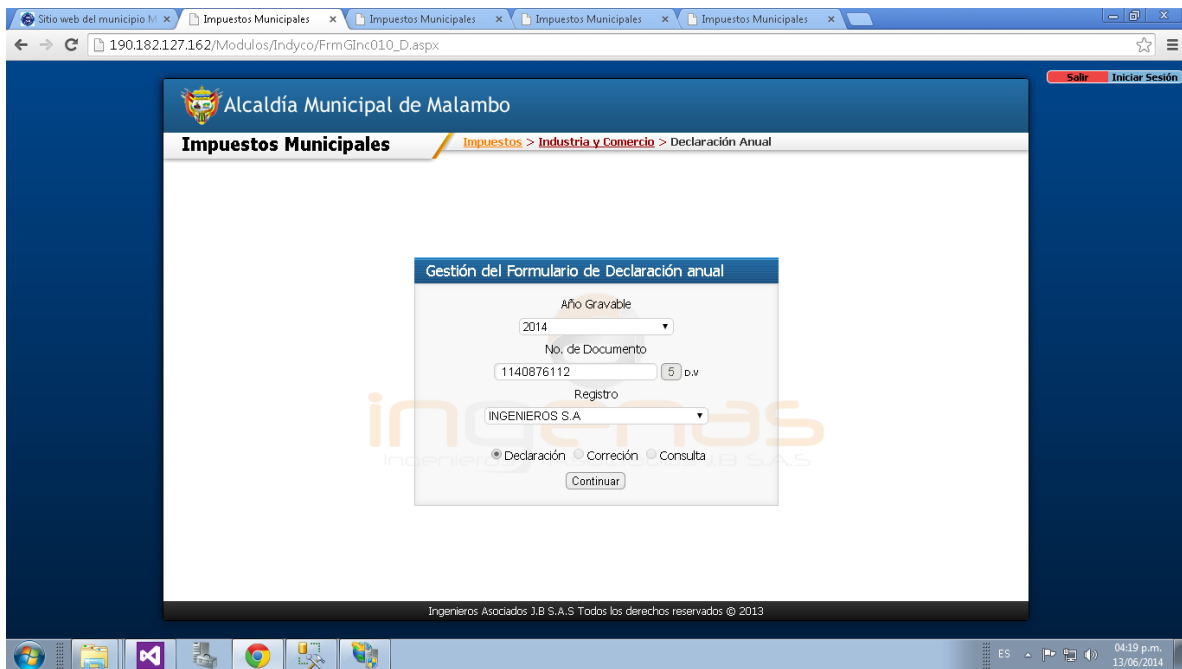 Sitio web del municipio M
Impuestos Municipales
Impuestos Municipales
Impuestos Municipales
Impuestos Municipales
190.182.127.162/Modulos/Indyco/FrmGInc010_D.aspx
Salir Iniciar Sesión
Alcaldía Municipal de Malambo
Impuestos Municipales
Impuestos > Industria y Comercio > Declaración Anual
Gestión del Formulario de Declaración anual
Año Gravable
2014
No. de Documento
1140876112 5 D.V
Registro
INGENIEROS S.A
ingenas
Declaración Correción Consulta
Continuar
Ingenieros Asociados J.B S.A.S Todos los derechos reservados © 2013
ES 04:19 p.m.
13/06/2014